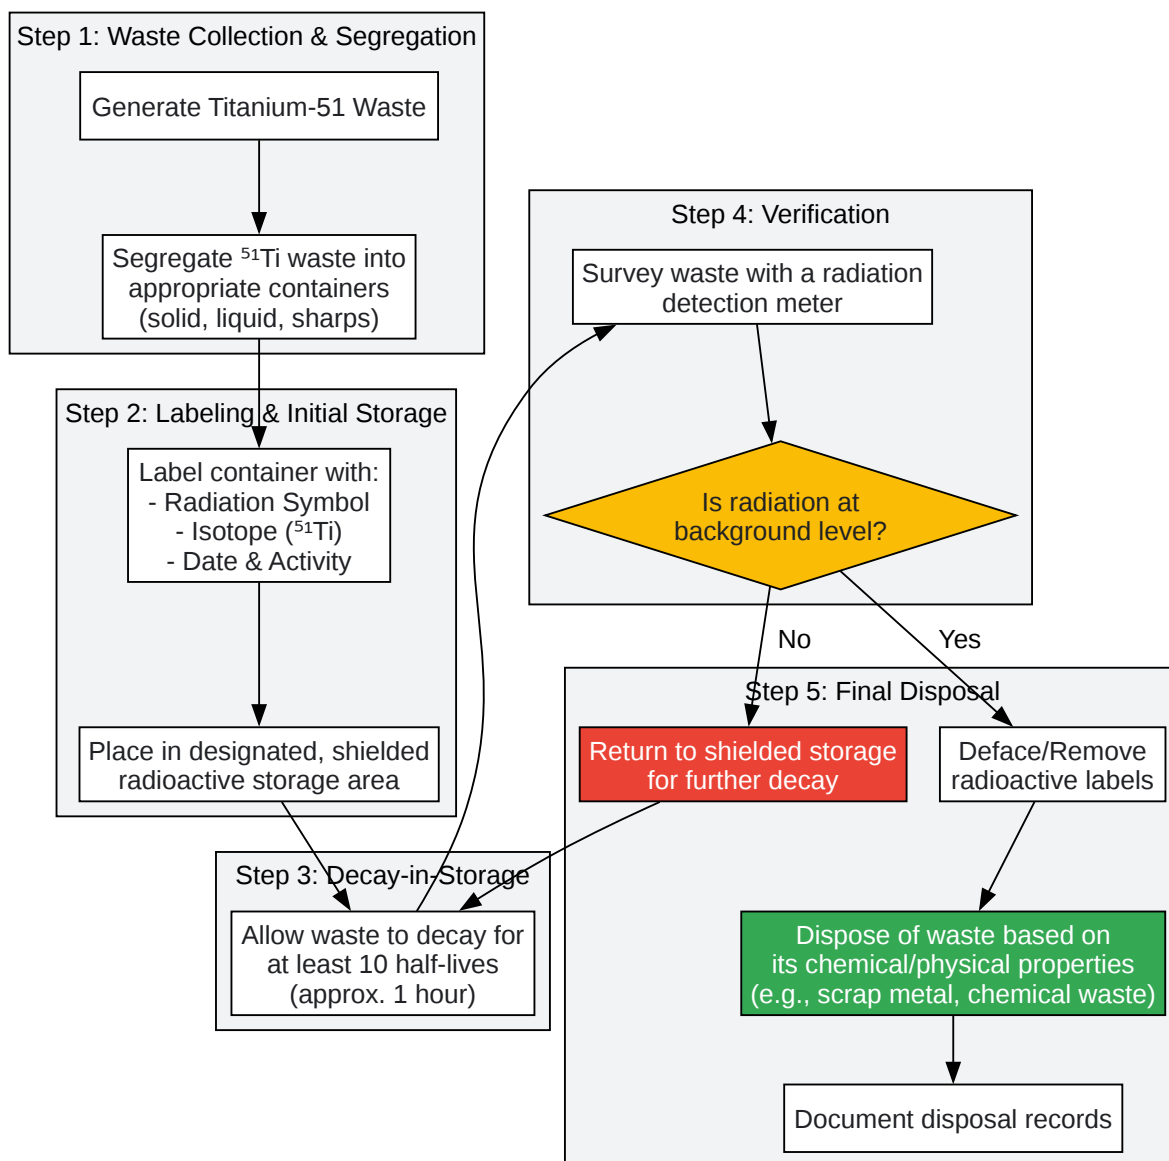 Step 1: Waste Collection & Segregation
Generate Titanium-51 Waste
Segregate ⁵¹Ti waste into
appropriate containers
(solid, liquid, sharps)
Step 2: Labeling & Initial Storage
Label container with:
- Radiation Symbol
- Isotope (⁵¹Ti)
- Date & Activity
Place in designated, shielded
radioactive storage area
Step 3: Decay-in-Storage
Allow waste to decay for
at least 10 half-lives
(approx. 1 hour)
Step 4: Verification
Survey waste with a radiation
detection meter
Is radiation at
background level?
No
Yes
Step 5: Final Disposal
Return to shielded storage
for further decay
Deface/Remove
radioactive labels
Dispose of waste based on
its chemical/physical properties
(e.g., scrap metal, chemical waste)
Document disposal records